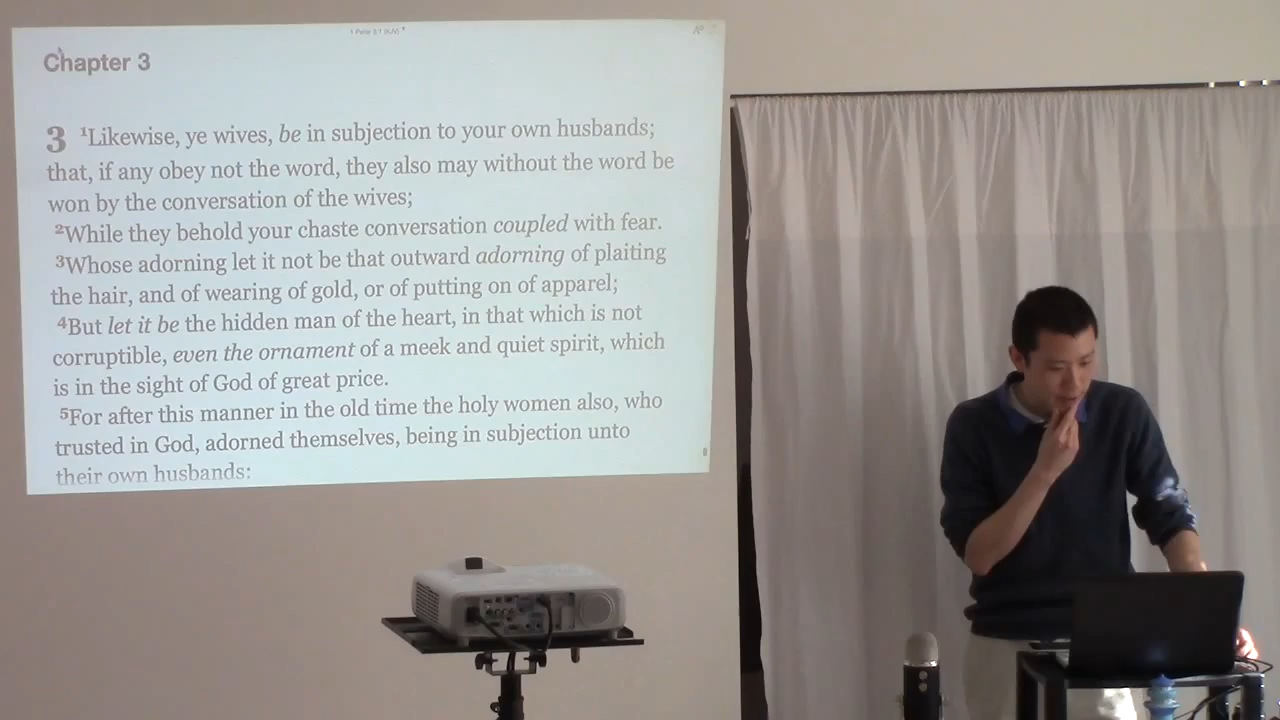 1 Peter 3:1 (KJV)
Chapter 3
3 ¹Likewise, ye wives, be in subjection to your own husbands;
that, if any obey not the word, they also may without the word be
won by the conversation of the wives;
²While they behold your chaste conversation coupled with fear.
³Whose adorning let it not be that outward adorning of plaiting
the hair, and of wearing of gold, or of putting on of apparel;
⁴But let it be the hidden man of the heart, in that which is not
corruptible, even the ornament of a meek and quiet spirit, which
is in the sight of God of great price.
⁵For after this manner in the old time the holy women also, who
trusted in God, adorned themselves, being in subjection unto
their own husbands: